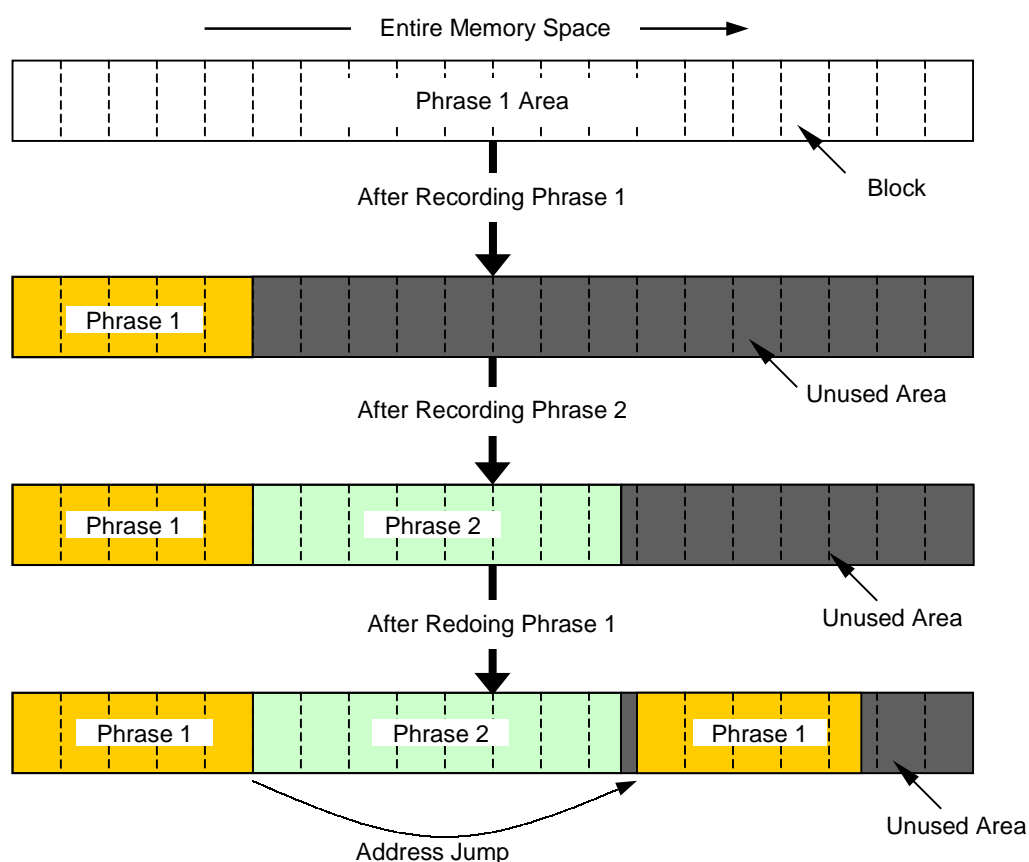 Entire Memory Space
Phrase 1 Area
Block
After Recording Phrase 1
Phrase 1
Unused Area
After Recording Phrase 2
Phrase 1
Phrase 2
Unused Area
After Redoing Phrase 1
Phrase 1
Phrase 2
Phrase 1
Unused Area
Address Jump